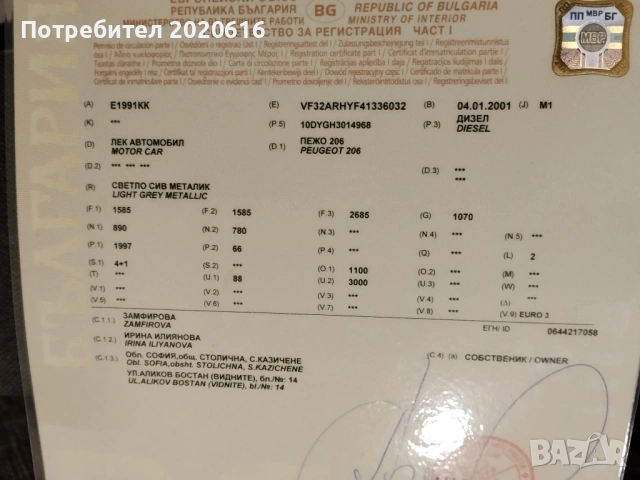 Потребител 2020616
РЕПУБЛИКА БЪЛГАРИЯ BG REPUBLIC OF BULGARIA
МИНИСТЕРСТВО НА ВЪТРЕШНИТЕ РАБОТИ MINISTRY OF INTERIOR
СВИДЕТЕЛСТВО ЗА РЕГИСТРАЦИЯ ЧАСТ I
ПП МВР БГ
МВР
(A) E1991KK (E) VF32ARHYF41336032 (B) 04.01.2001 (J) M1
(K) *** (P.5) 10DYGH3014968 (P.3) ДИЗЕЛ
DIESEL
(D) ЛЕК АВТОМОБИЛ (D.1) ПЕЖО 206
MOTOR CAR PEUGEOT 206
(D.2) *** *** *** (D.3) ***
***
(R) СВЕТЛО СИВ МЕТАЛИК
LIGHT GREY METALLIC
(F.1) 1585 (F.2) 1585 (F.3) 2685 (G) 1070
(N.1) 890 (N.2) 780 (N.3) *** (N.4) *** (N.5) ***
(P.1) 1997 (P.2) 66 (P.4) *** (Q) *** (L) 2
(S.1) 4+1 (S.2) *** (O.1) 1100 (O.2) *** (M) ***
(T) *** (U.1) 88 (U.2) 3000 (U.3) *** (W) ***
(V.1) *** (V.2) *** (V.3) *** (V.4) *** (Δ) ***
(V.5) *** (V.6) *** (V.7) *** (V.8) *** (V.9) EURO 3
(C.1.1.) ЗАМФИРОВА ЕГН/ ID 0644217058
ZAMFIROVA
(C.1.2.) ИРИНА ИЛИЯНОВА
IRINA ILIYANOVA
(C.1.3.) Обл. СОФИЯ,общ. СТОЛИЧНА, С.КАЗИЧЕНЕ (C.4) (a) СОБСТВЕНИК / OWNER
Obl. SOFIA,obsht. STOLICHNA, S.KAZICHENE
УЛ.АЛИКОВ БОСТАН (ВИДНИТЕ), бл./№: 14
UL.ALIKOV BOSTAN (VIDNITE), bl./№: 14
BAZAR